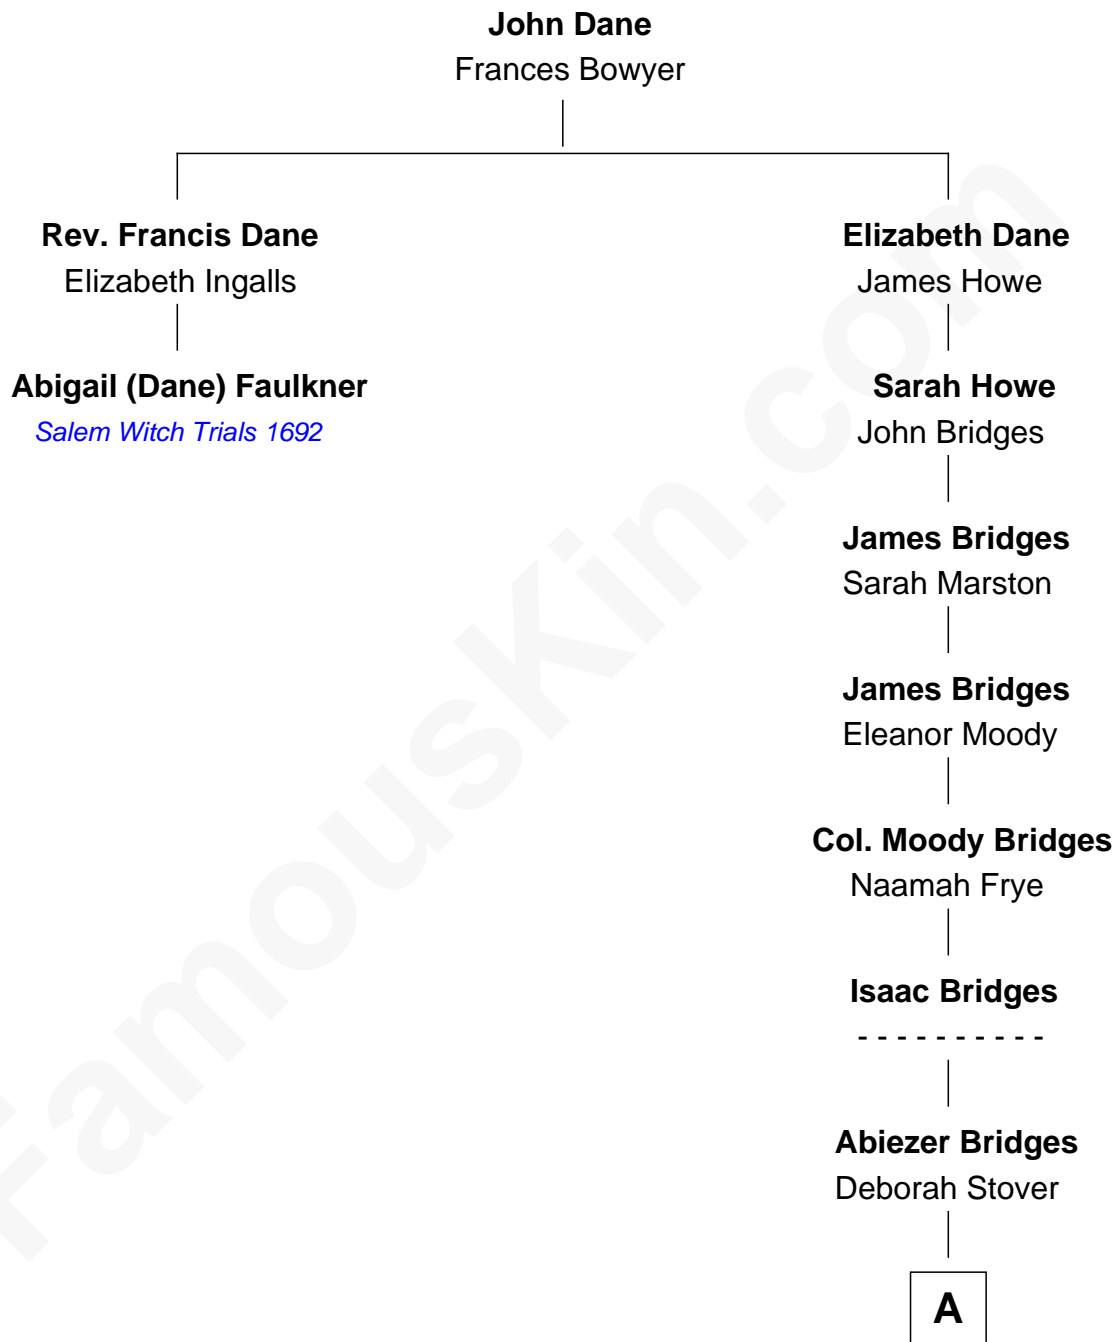 John Dane
Frances Bowyer
Rev. Francis Dane
Elizabeth Ingalls
Abigail (Dane) Faulkner
Salem Witch Trials 1692
Elizabeth Dane
James Howe
Sarah Howe
John Bridges
James Bridges
Sarah Marston
James Bridges
Eleanor Moody
Col. Moody Bridges
Naamah Frye
Isaac Bridges
- - - - - - - - - -
Abiezer Bridges
Deborah Stover
A
FamousKin.com